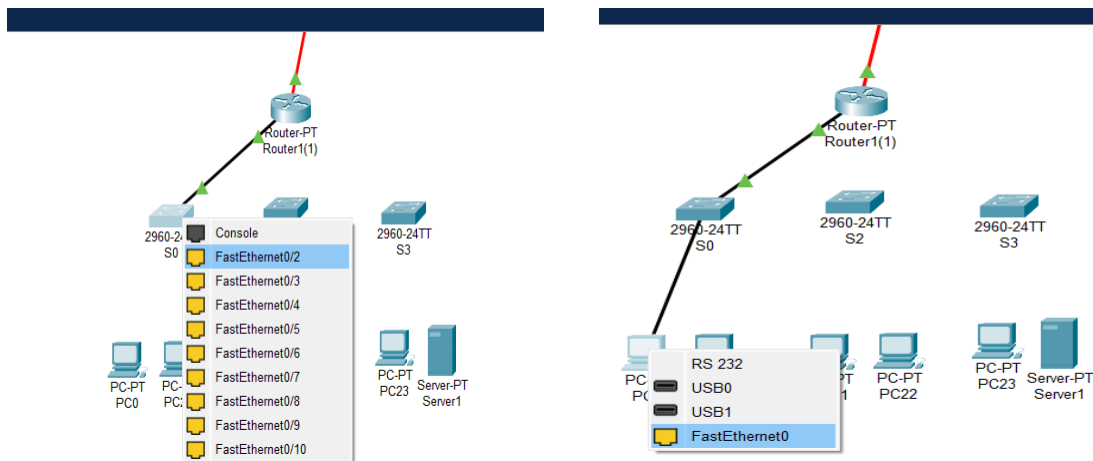 Router-PT
Router1(1)
2960-24TT
S3
S0
Console
FastEthernet0/2
FastEthernet0/3
FastEthernet0/4
FastEthernet0/5
FastEthernet0/6
FastEthernet0/7
FastEthernet0/8
FastEthernet0/9
FastEthernet0/10
PC-PT
PC0
PC-PT
PC23
Server-PT
Server1
Router-PT
Router1(1)
2960-24TT
S0
2960-24TT
S2
2960-24TT
S3
RS 232
USB0
USB1
FastEthernet0
PC-PT
PC22
PC-PT
PC23
Server-PT
Server1